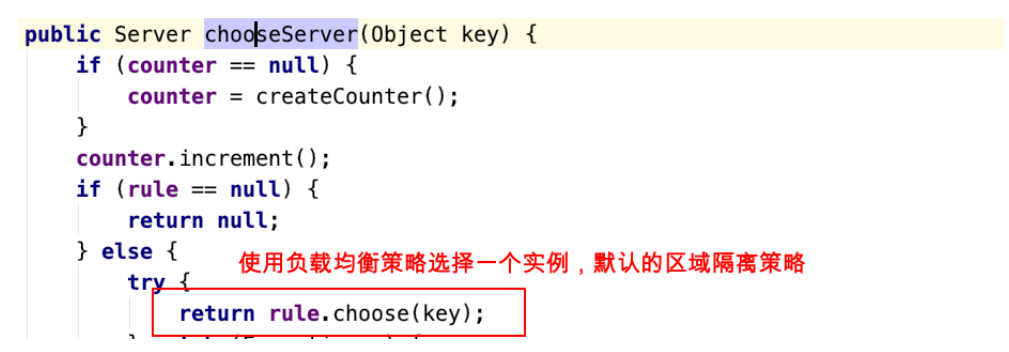 public Server chooseServer(Object key) {
if (counter == null) {
counter = createCounter();
}
counter.increment();
if (rule == null) {
return null;
} else {
使用负载均衡策略选择一个实例，默认的区域隔离策略
try {
return rule.choose(key);